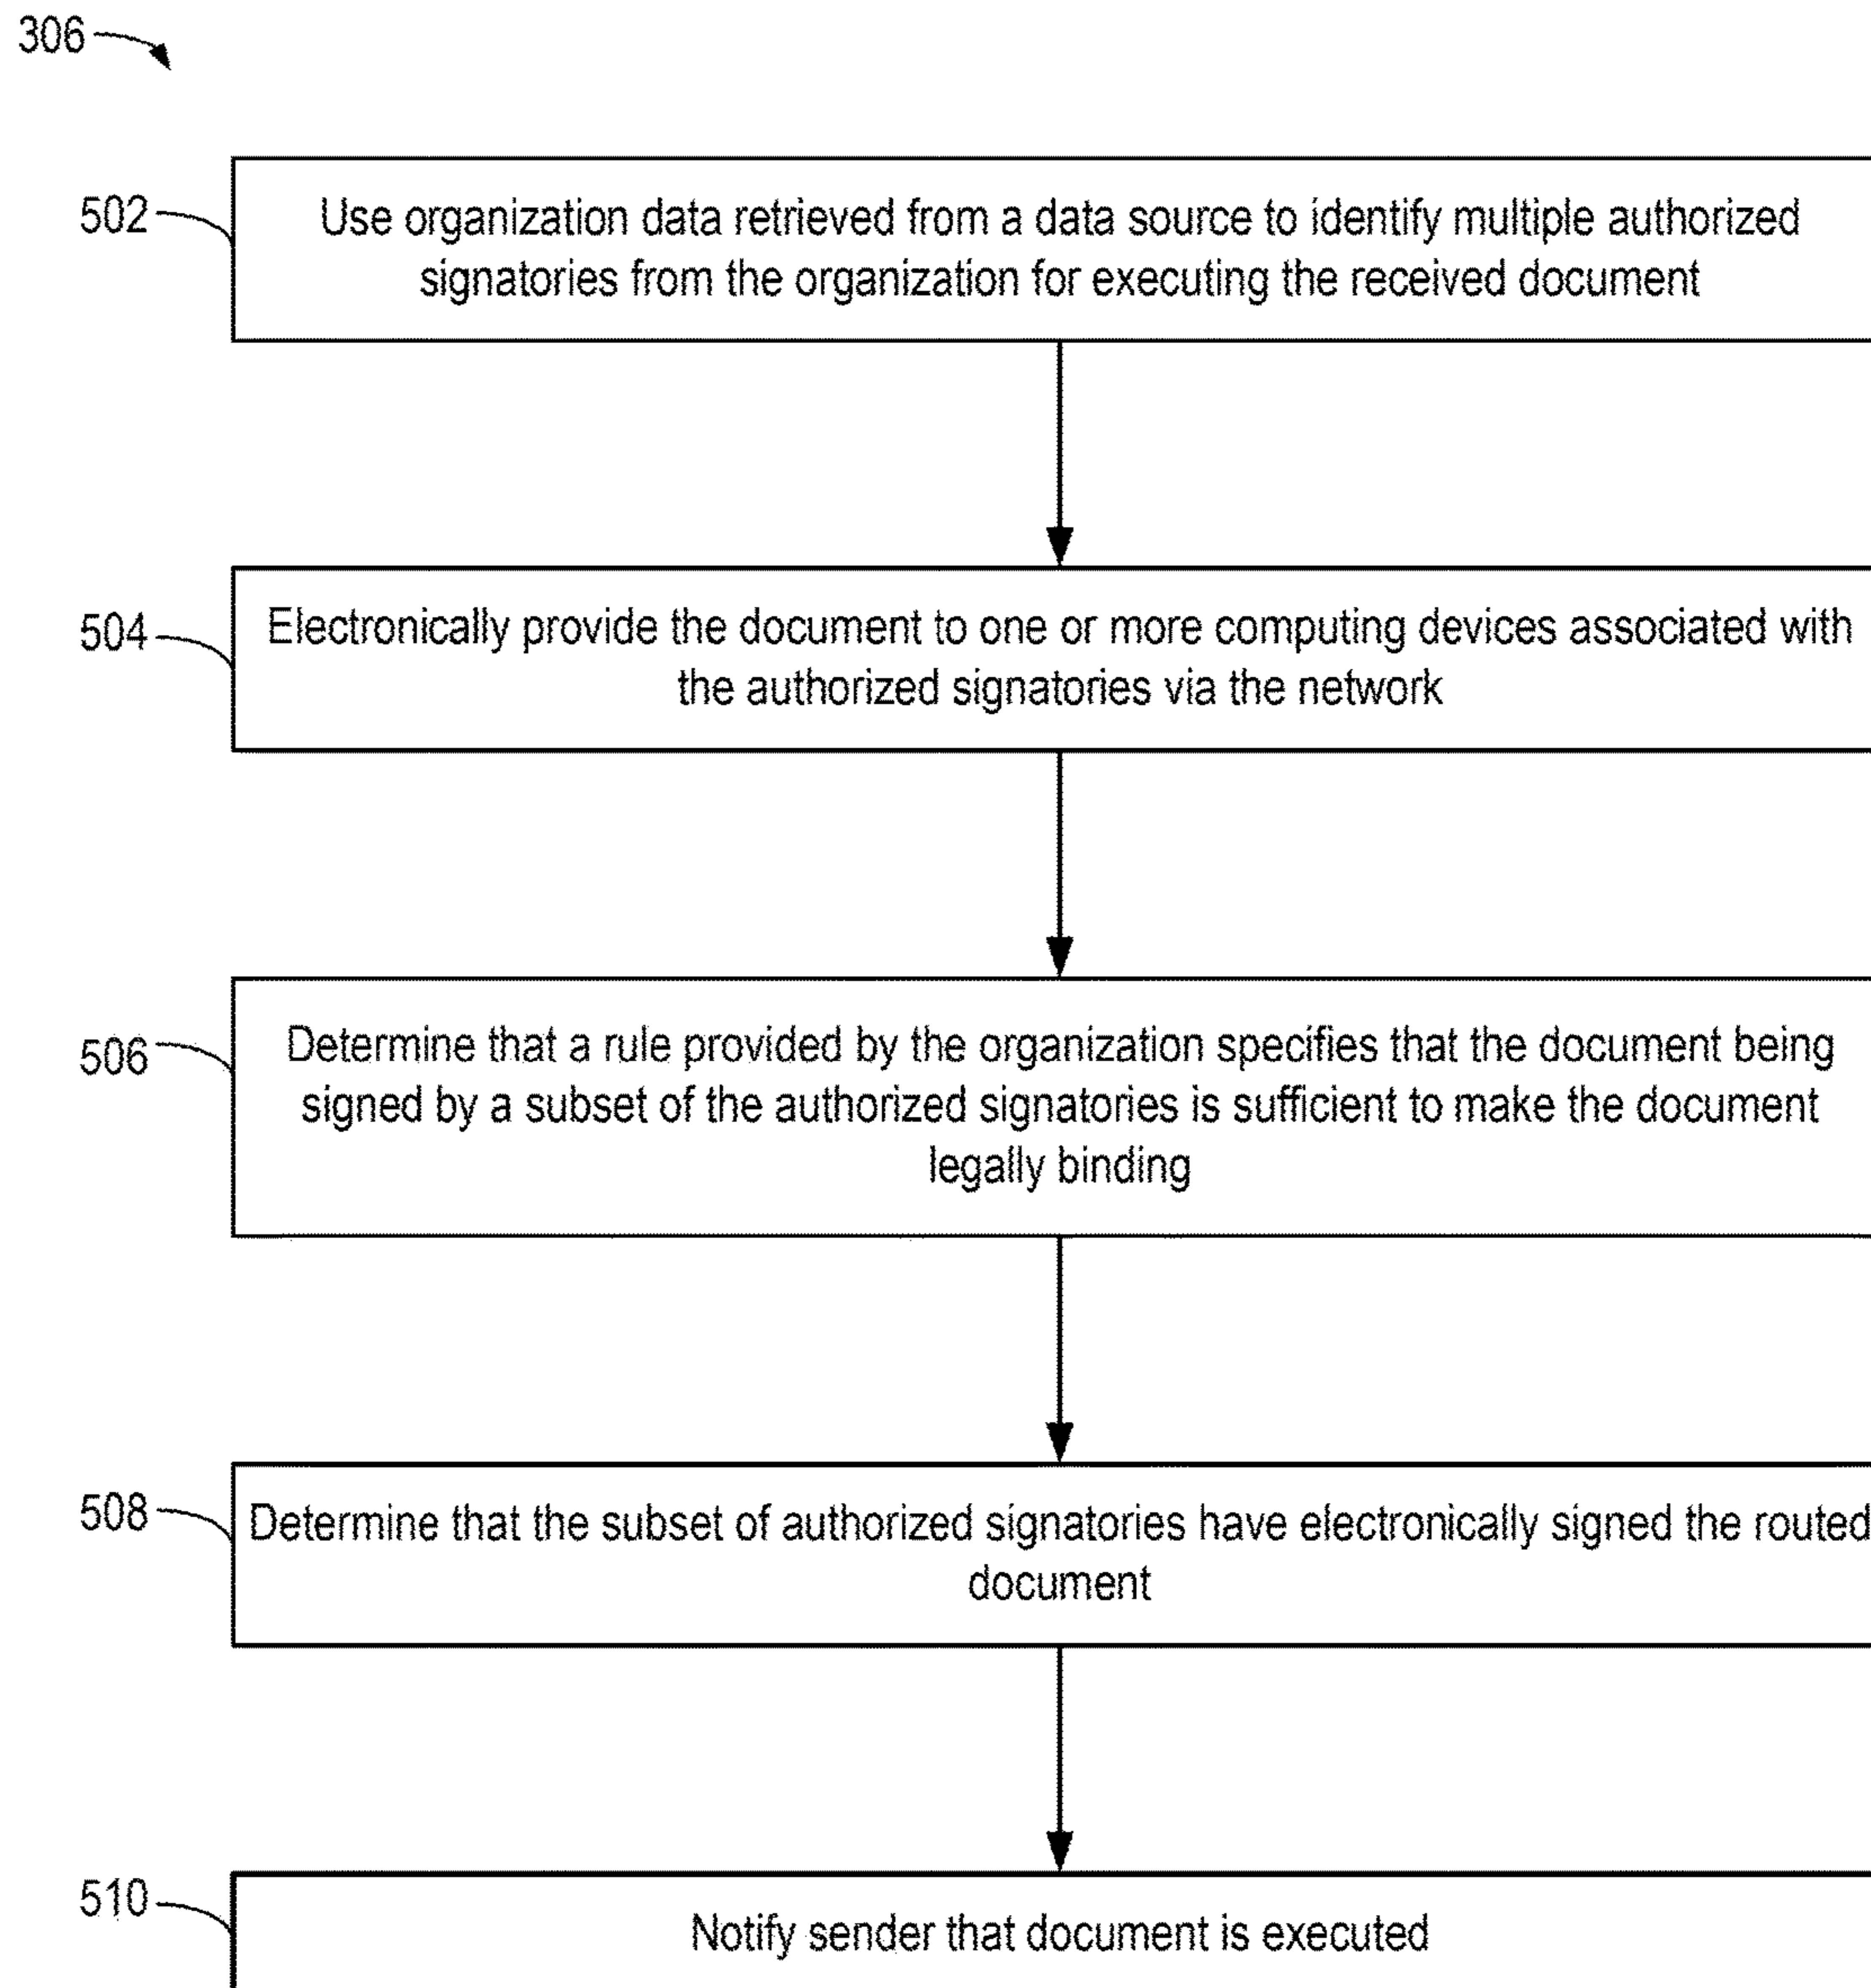 306
502
Use organization data retrieved from a data source to identify multiple authorized
signatories from the organization for executing the received document
504
Electronically provide the document to one or more computing devices associated with
the authorized signatories via the network
506
Determine that a rule provided by the organization specifies that the document being
signed by a subset of the authorized signatories is sufficient to make the document
legally binding
508
Determine that the subset of authorized signatories have electronically signed the routed
document
510
Notify sender that document is executed